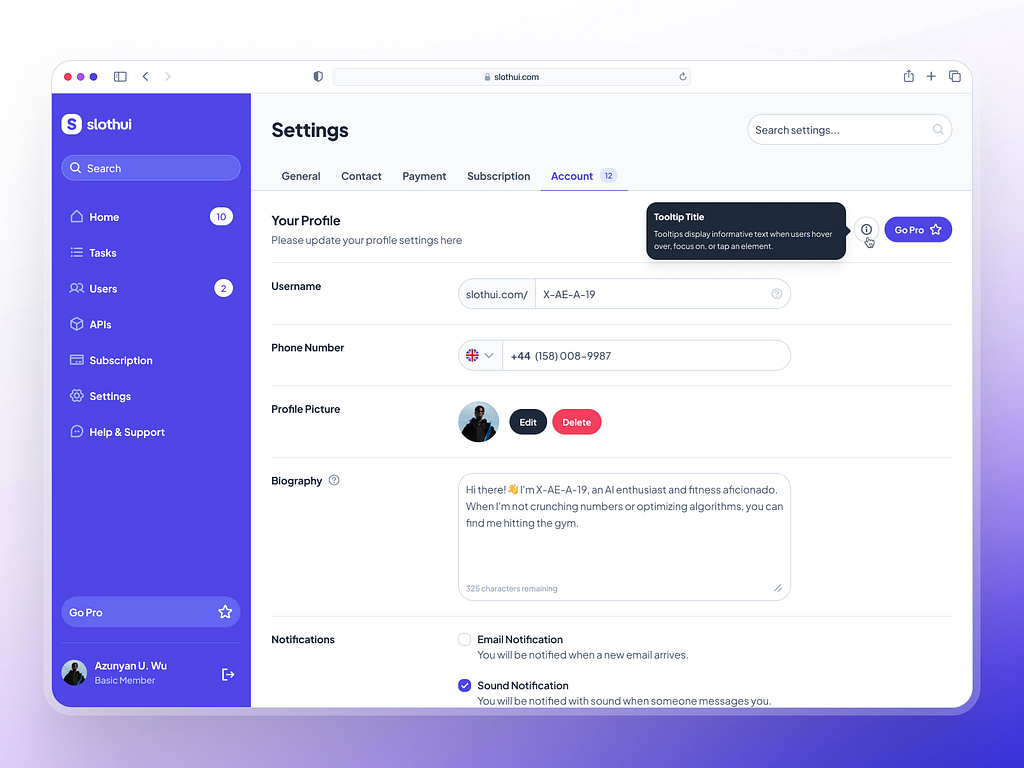 slothui.com
slothui
Search
Home 10
Tasks
Users 2
APIs
Subscription
Settings
Help & Support
Go Pro
Azunyan U. Wu
Basic Member
Settings
Search settings...
General Contact Payment Subscription Account 12
Your Profile
Please update your profile settings here
Tooltip Title
Tooltips display informative text when users hover
over, focus on, or tap an element.
Go Pro
Username
slothui.com/ X-AE-A-19
Phone Number
+44 (158) 008-9987
Profile Picture
Edit Delete
Biography
Hi there! 👋 I'm X-AE-A-19, an AI enthusiast and fitness aficionado.
When I'm not crunching numbers or optimizing algorithms, you can
find me hitting the gym.
325 characters remaining
Notifications
Email Notification
You will be notified when a new email arrives.
Sound Notification
You will be notified with sound when someone messages you.